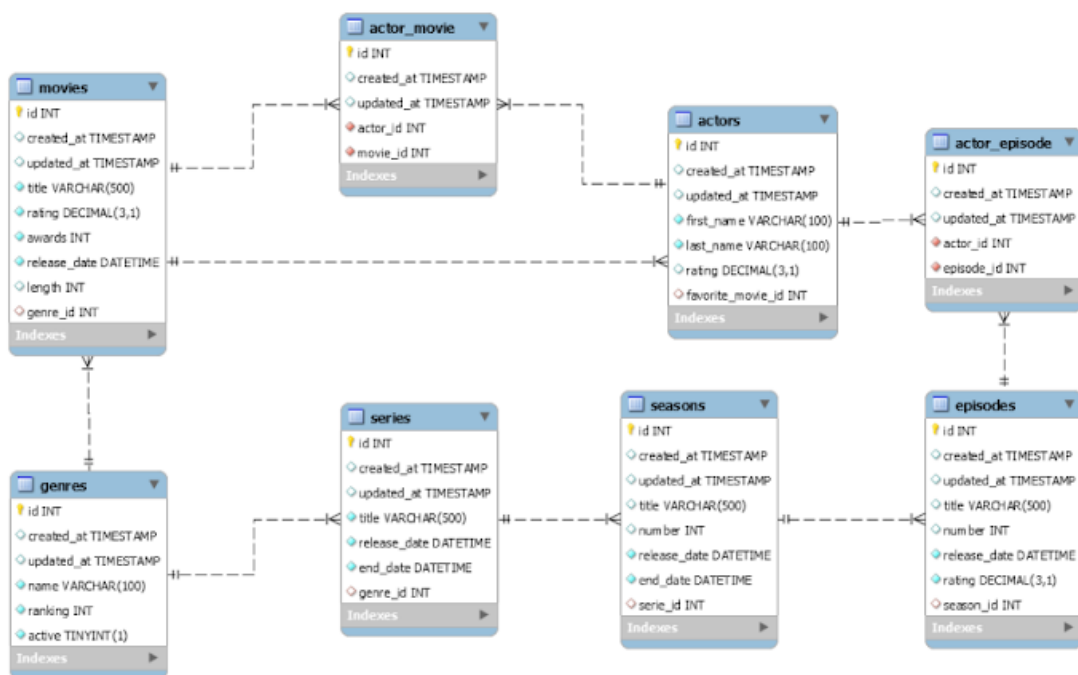 actor_movie
id INT
created_at TIMESTAMP
updated_at TIMESTAMP
actor_id INT
movie_id INT
Indexes
movies
id INT
created_at TIMESTAMP
updated_at TIMESTAMP
title VARCHAR(500)
rating DECIMAL(3,1)
awards INT
release_date DATETIME
length INT
genre_id INT
Indexes
actors
id INT
created_at TIMESTAMP
updated_at TIMESTAMP
first_name VARCHAR(100)
last_name VARCHAR(100)
rating DECIMAL(3,1)
favorite_movie_id INT
Indexes
actor_episode
id INT
created_at TIMESTAMP
updated_at TIMESTAMP
actor_id INT
episode_id INT
Indexes
genres
id INT
created_at TIMESTAMP
updated_at TIMESTAMP
name VARCHAR(100)
ranking INT
active TINYINT(1)
Indexes
series
id INT
created_at TIMESTAMP
updated_at TIMESTAMP
title VARCHAR(500)
release_date DATETIME
end_date DATETIME
genre_id INT
Indexes
seasons
id INT
created_at TIMESTAMP
updated_at TIMESTAMP
title VARCHAR(500)
number INT
release_date DATETIME
end_date DATETIME
serie_id INT
Indexes
episodes
id INT
created_at TIMESTAMP
updated_at TIMESTAMP
title VARCHAR(500)
number INT
release_date DATETIME
rating DECIMAL(3,1)
season_id INT
Indexes